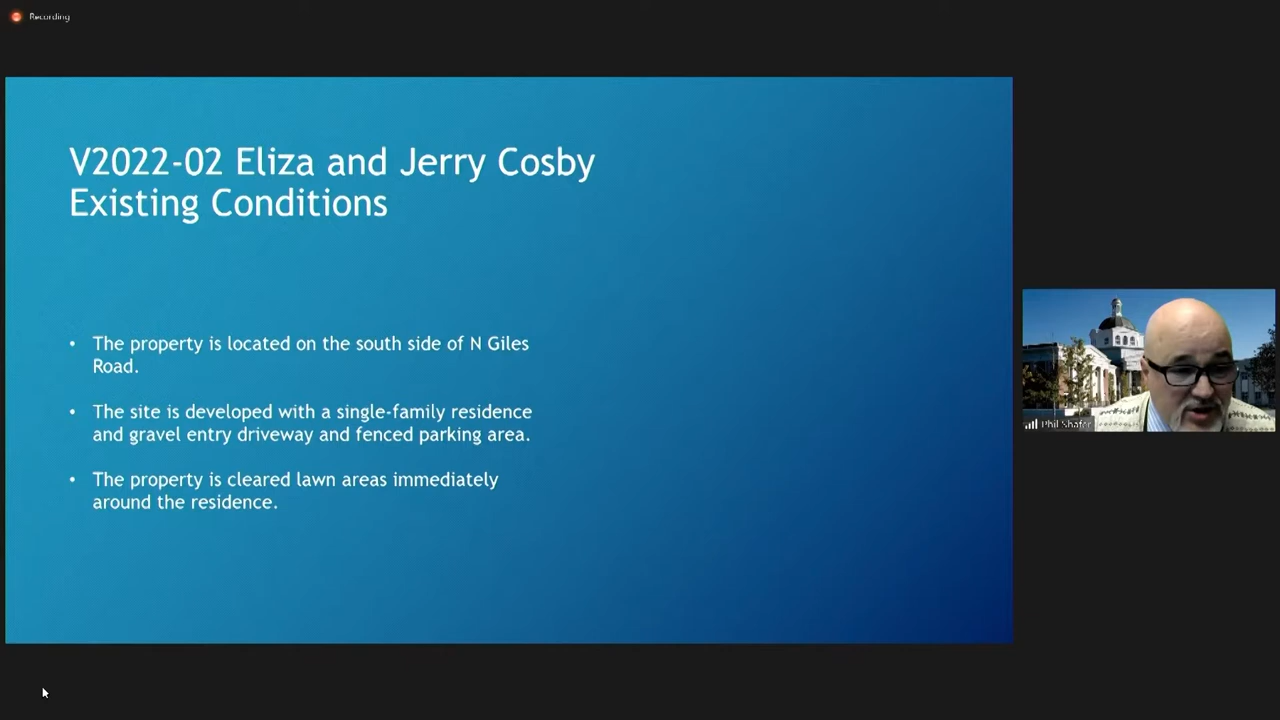 Recording
V2022-02 Eliza and Jerry Cosby
Existing Conditions
• The property is located on the south side of N Giles
Road.
• The site is developed with a single-family residence
and gravel entry driveway and fenced parking area.
• The property is cleared lawn areas immediately
around the residence.
Phil Shafer